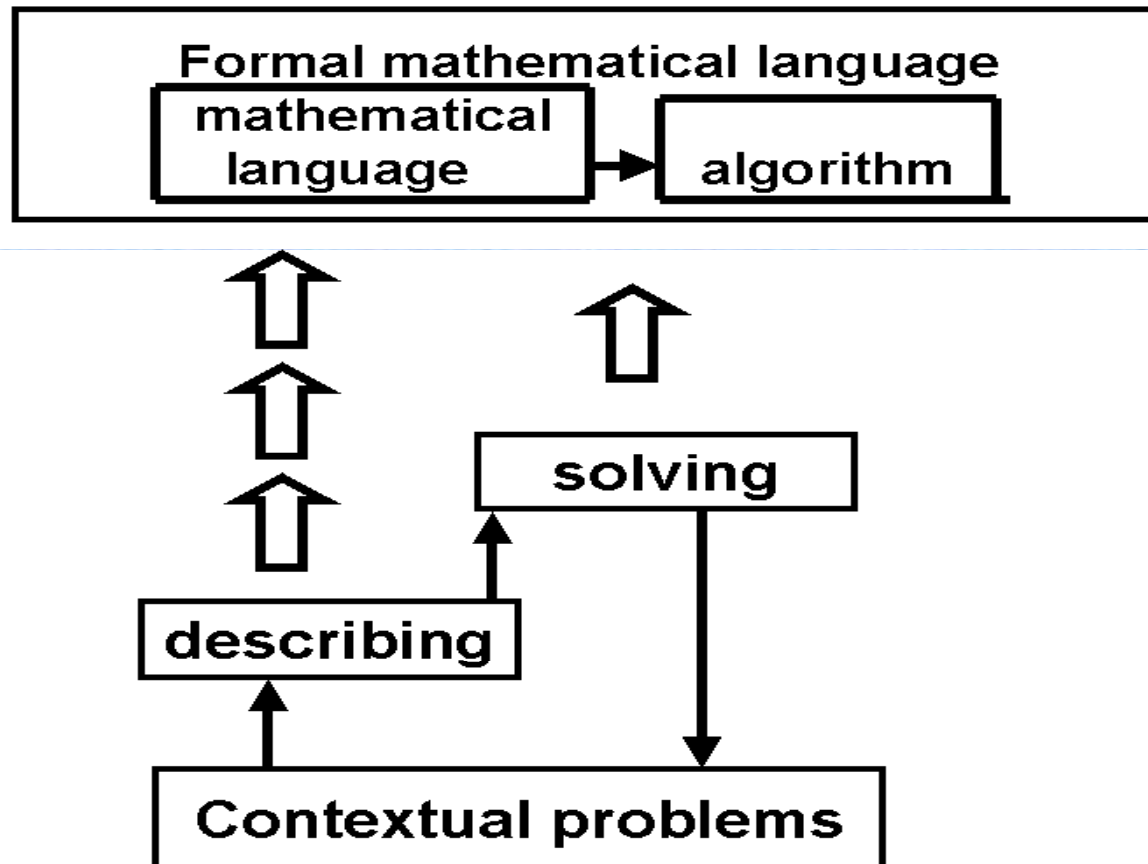 Formal mathematical language
mathematical
language
algorithm
solving
describing
Contextual problems